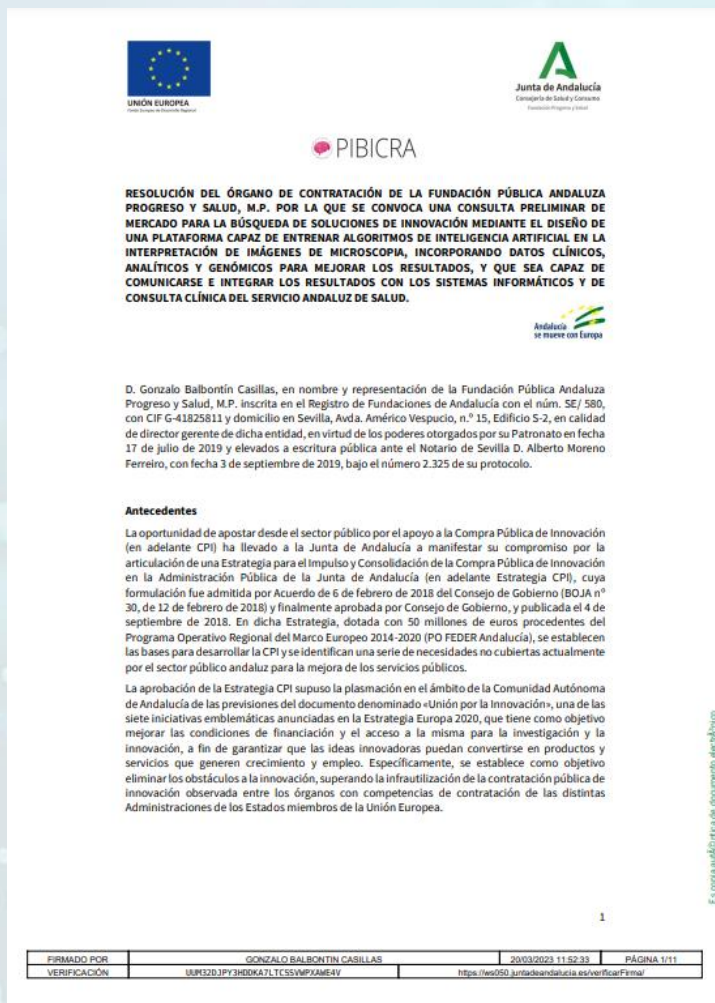 UNIÓN EUROPEA
Fondo Europeo de Desarrollo Regional
Junta de Andalucía
Consejería de Salud y Consumo
Fundación Progreso y Salud
PIBICRA
RESOLUCIÓN DEL ÓRGANO DE CONTRATACIÓN DE LA FUNDACIÓN PÚBLICA ANDALUZA
PROGRESO Y SALUD, M.P. POR LA QUE SE CONVOCA UNA CONSULTA PRELIMINAR DE
MERCADO PARA LA BÚSQUEDA DE SOLUCIONES DE INNOVACIÓN MEDIANTE EL DISEÑO DE
UNA PLATAFORMA CAPAZ DE ENTRENAR ALGORITMOS DE INTELIGENCIA ARTIFICIAL EN LA
INTERPRETACIÓN DE IMÁGENES DE MICROSCOPIA, INCORPORANDO DATOS CLÍNICOS,
ANALÍTICOS Y GENÓMICOS PARA MEJORAR LOS RESULTADOS, Y QUE SEA CAPAZ DE
COMUNICARSE E INTEGRAR LOS RESULTADOS CON LOS SISTEMAS INFORMÁTICOS Y DE
CONSULTA CLÍNICA DEL SERVICIO ANDALUZ DE SALUD.
Andalucía
se mueve con Europa
D. Gonzalo Balbontín Casillas, en nombre y representación de la Fundación Pública Andaluza
Progreso y Salud, M.P. inscrita en el Registro de Fundaciones de Andalucía con el núm. SE/ 580,
con CIF G-41825811 y domicilio en Sevilla, Avda. Américo Vespucio, n.º 15, Edificio S-2, en calidad
de director gerente de dicha entidad, en virtud de los poderes otorgados por su Patronato en fecha
17 de julio de 2019 y elevados a escritura pública ante el Notario de Sevilla D. Alberto Moreno
Ferreiro, con fecha 3 de septiembre de 2019, bajo el número 2.325 de su protocolo.
Antecedentes
La oportunidad de apostar desde el sector público por el apoyo a la Compra Pública de Innovación
(en adelante CPI) ha llevado a la Junta de Andalucía a manifestar su compromiso por la
articulación de una Estrategia para el Impulso y Consolidación de la Compra Pública de Innovación
en la Administración Pública de la Junta de Andalucía (en adelante Estrategia CPI), cuya
formulación fue admitida por Acuerdo de 6 de febrero de 2018 del Consejo de Gobierno (BOJA nº
30, de 12 de febrero de 2018) y finalmente aprobada por Consejo de Gobierno, y publicada el 4 de
septiembre de 2018. En dicha Estrategia, dotada con 50 millones de euros procedentes del
Programa Operativo Regional del Marco Europeo 2014-2020 (PO FEDER Andalucía), se establecen
las bases para desarrollar la CPI y se identifican una serie de necesidades no cubiertas actualmente
por el sector público andaluz para la mejora de los servicios públicos.
La aprobación de la Estrategia CPI supuso la plasmación en el ámbito de la Comunidad Autónoma
de Andalucía de las previsiones del documento denominado «Unión por la Innovación», una de las
siete iniciativas emblemáticas anunciadas en la Estrategia Europa 2020, que tiene como objetivo
mejorar las condiciones de financiación y el acceso a la misma para la investigación y la
innovación, a fin de garantizar que las ideas innovadoras puedan convertirse en productos y
servicios que generen crecimiento y empleo. Específicamente, se establece como objetivo
eliminar los obstáculos a la innovación, superando la infrautilización de la contratación pública de
innovación observada entre los órganos con competencias de contratación de las distintas
Administraciones de los Estados miembros de la Unión Europea.
1
FIRMADO POR GONZALO BALBONTIN CASILLAS 20/03/2023 11:52:33 PÁGINA 1/11
VERIFICACIÓN UUM32DJPY3HDDKA7LTCS5VWPXAWE4V https://ws050.juntadeandalucia.es/verificarFirma/